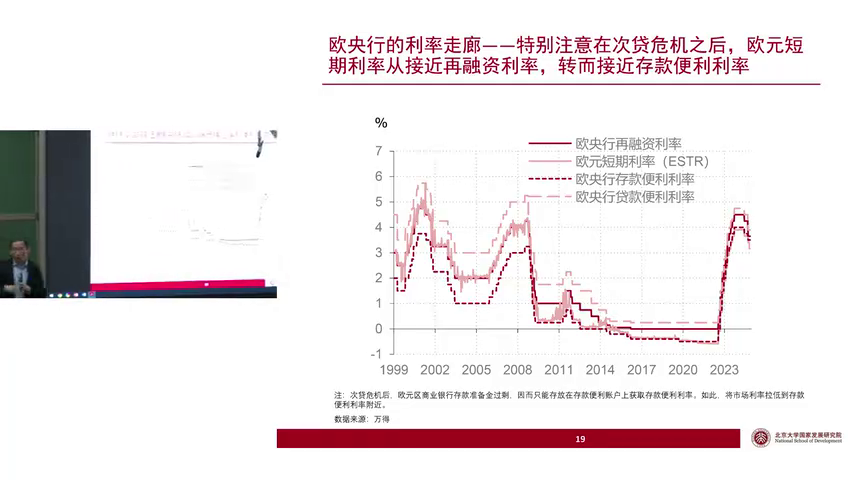 欧央行的利率走廊——特别注意在次贷危机之后，欧元短
期利率从接近再融资利率，转而接近存款便利利率
%
欧央行再融资利率
欧元短期利率（ESTR）
欧央行存款便利利率
欧央行贷款便利利率
7
6
5
4
3
2
1
0
-1
1999 2002 2005 2008 2011 2014 2017 2020 2023
注：次贷危机后，欧元区商业银行存款准备金过剩，因而只能存放在存款便利账户上获取存款便利利率。如此，将市场利率拉低到存款
便利利率附近。
数据来源：万得
19
北京大学国家发展研究院
National School of Development